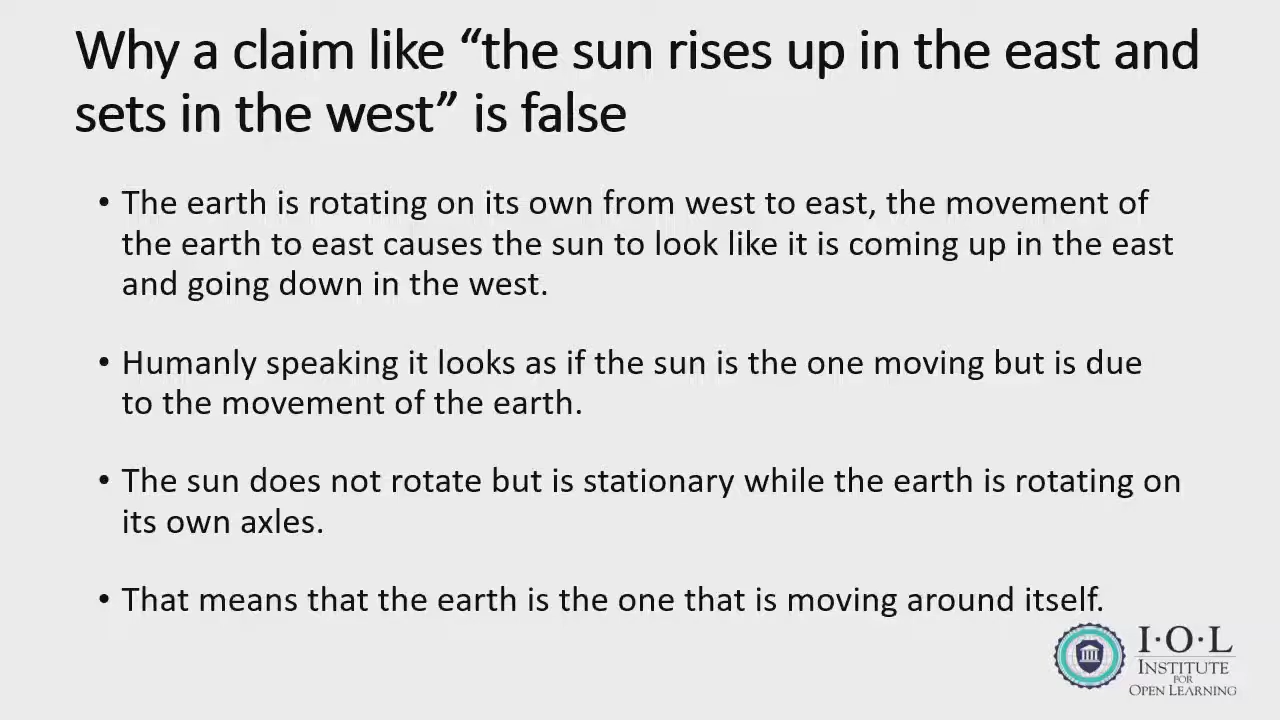 Why a claim like “the sun rises up in the east and
sets in the west” is false
• The earth is rotating on its own from west to east, the movement of
the earth to east causes the sun to look like it is coming up in the east
and going down in the west.
• Humanly speaking it looks as if the sun is the one moving but is due
to the movement of the earth.
• The sun does not rotate but is stationary while the earth is rotating on
its own axles.
• That means that the earth is the one that is moving around itself.
I·O·L
INSTITUTE
FOR
OPEN LEARNING